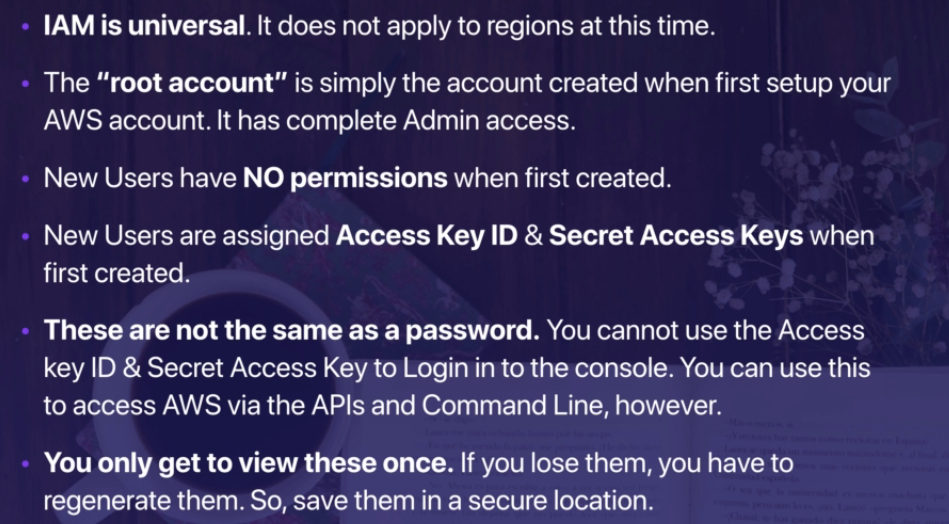 • IAM is universal. It does not apply to regions at this time.
• The “root account” is simply the account created when first setup your
AWS account. It has complete Admin access.
• New Users have NO permissions when first created.
• New Users are assigned Access Key ID & Secret Access Keys when
first created.
• These are not the same as a password. You cannot use the Access
key ID & Secret Access Key to Login in to the console. You can use this
to access AWS via the APIs and Command Line, however.
• You only get to view these once. If you lose them, you have to
regenerate them. So, save them in a secure location.